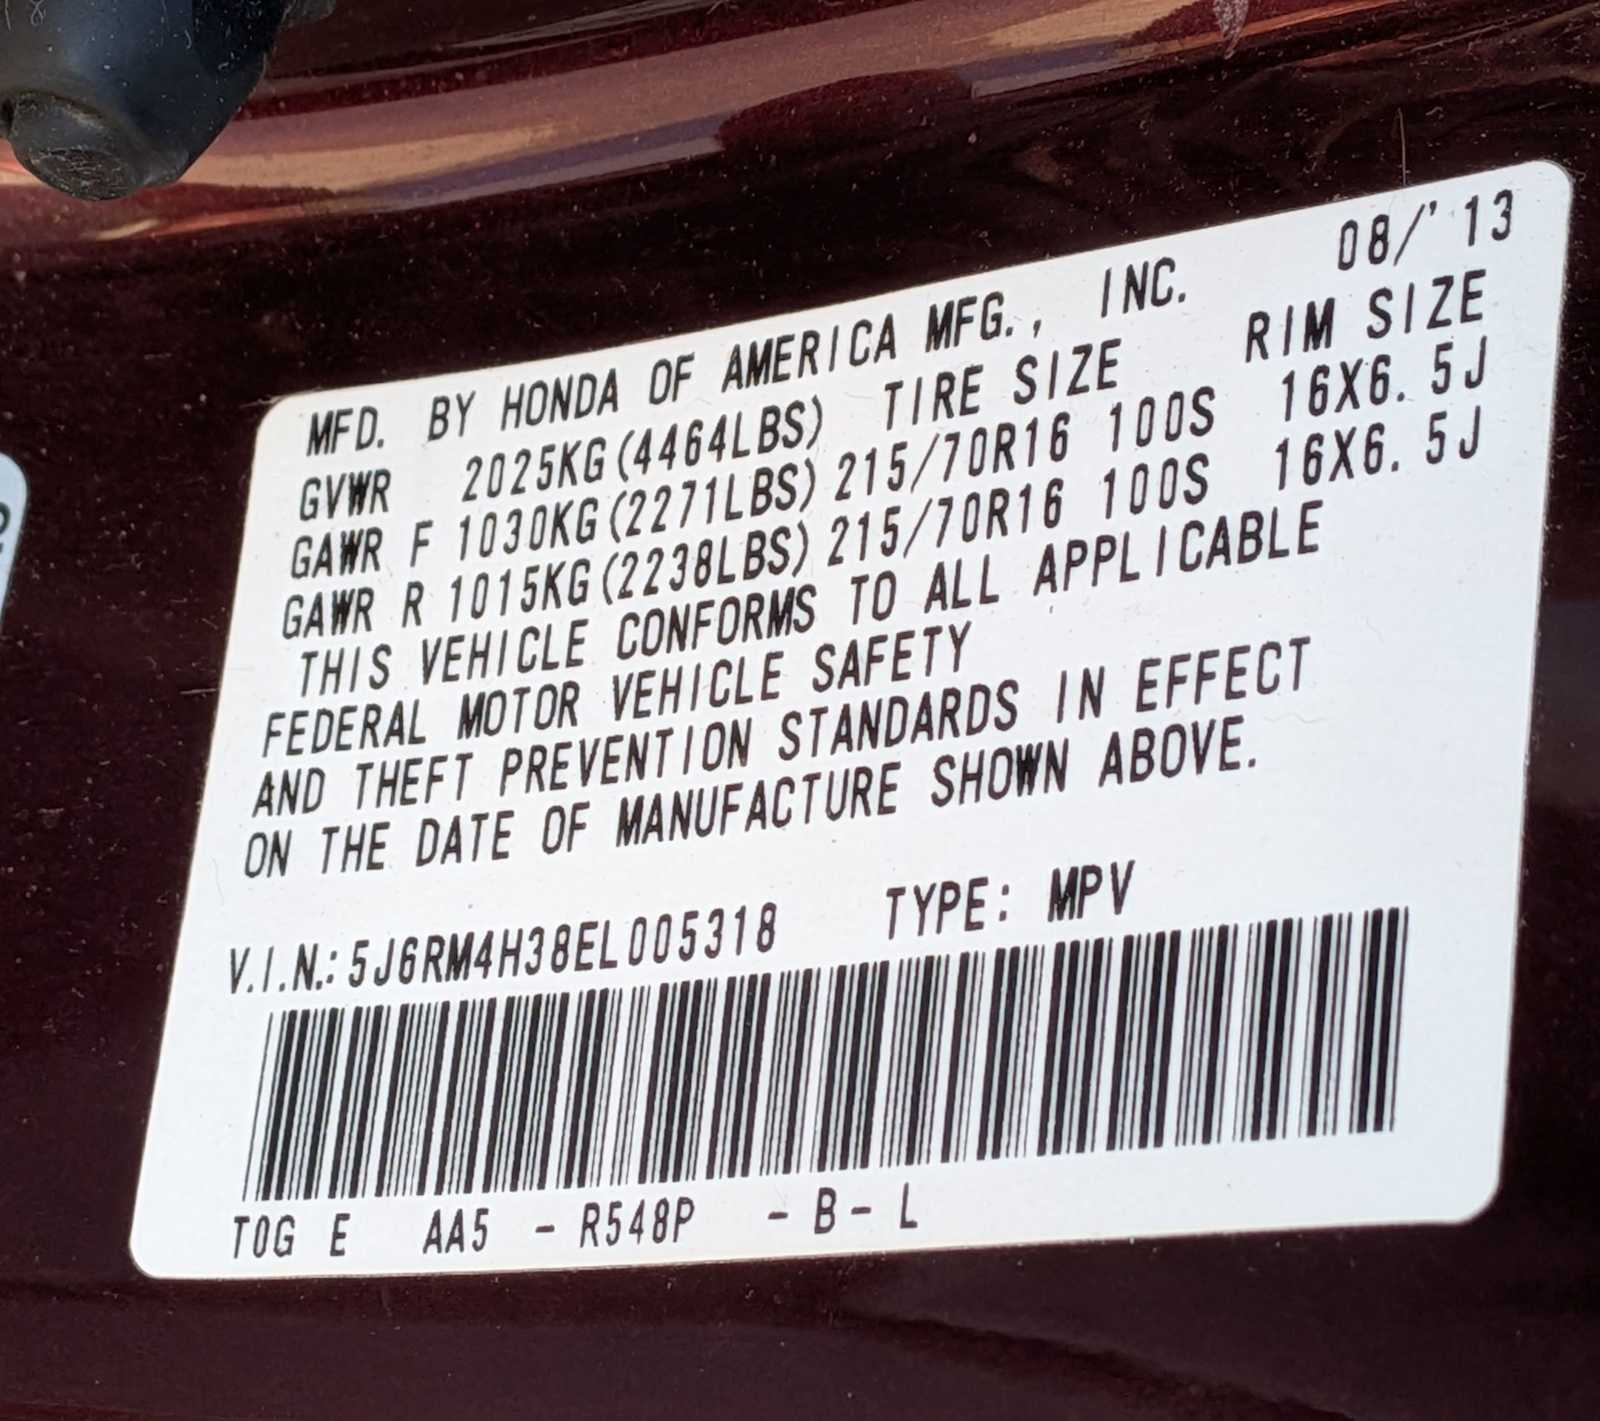 MFD. BY HONDA OF AMERICA MFG., INC. 08/'13
GVWR 2025KG(4464LBS) TIRE SIZE RIM SIZE
GAWR F 1030KG(2271LBS) 215/70R16 100S 16X6.5J
GAWR R 1015KG(2238LBS) 215/70R16 100S 16X6.5J
THIS VEHICLE CONFORMS TO ALL APPLICABLE
FEDERAL MOTOR VEHICLE SAFETY
AND THEFT PREVENTION STANDARDS IN EFFECT
ON THE DATE OF MANUFACTURE SHOWN ABOVE.
V.I.N.: 5J6RM4H38EL005318 TYPE: MPV
T0G E AA5 - R548P - B - L